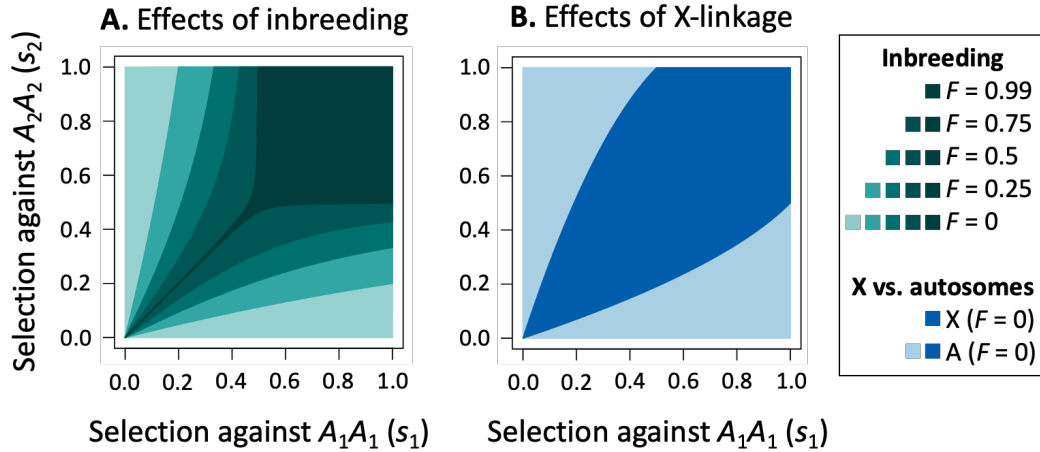 A. Effects of inbreeding
B. Effects of X-linkage
Selection against A₂A₂ (s₂)
1.0
0.8
0.6
0.4
0.2
0.0
0.0 0.2 0.4 0.6 0.8 1.0
Selection against A₁A₁ (s₁)
1.0
0.8
0.6
0.4
0.2
0.0
0.0 0.2 0.4 0.6 0.8 1.0
Selection against A₁A₁ (s₁)
Inbreeding
F = 0.99
F = 0.75
F = 0.5
F = 0.25
F = 0
X vs. autosomes
X (F = 0)
A (F = 0)